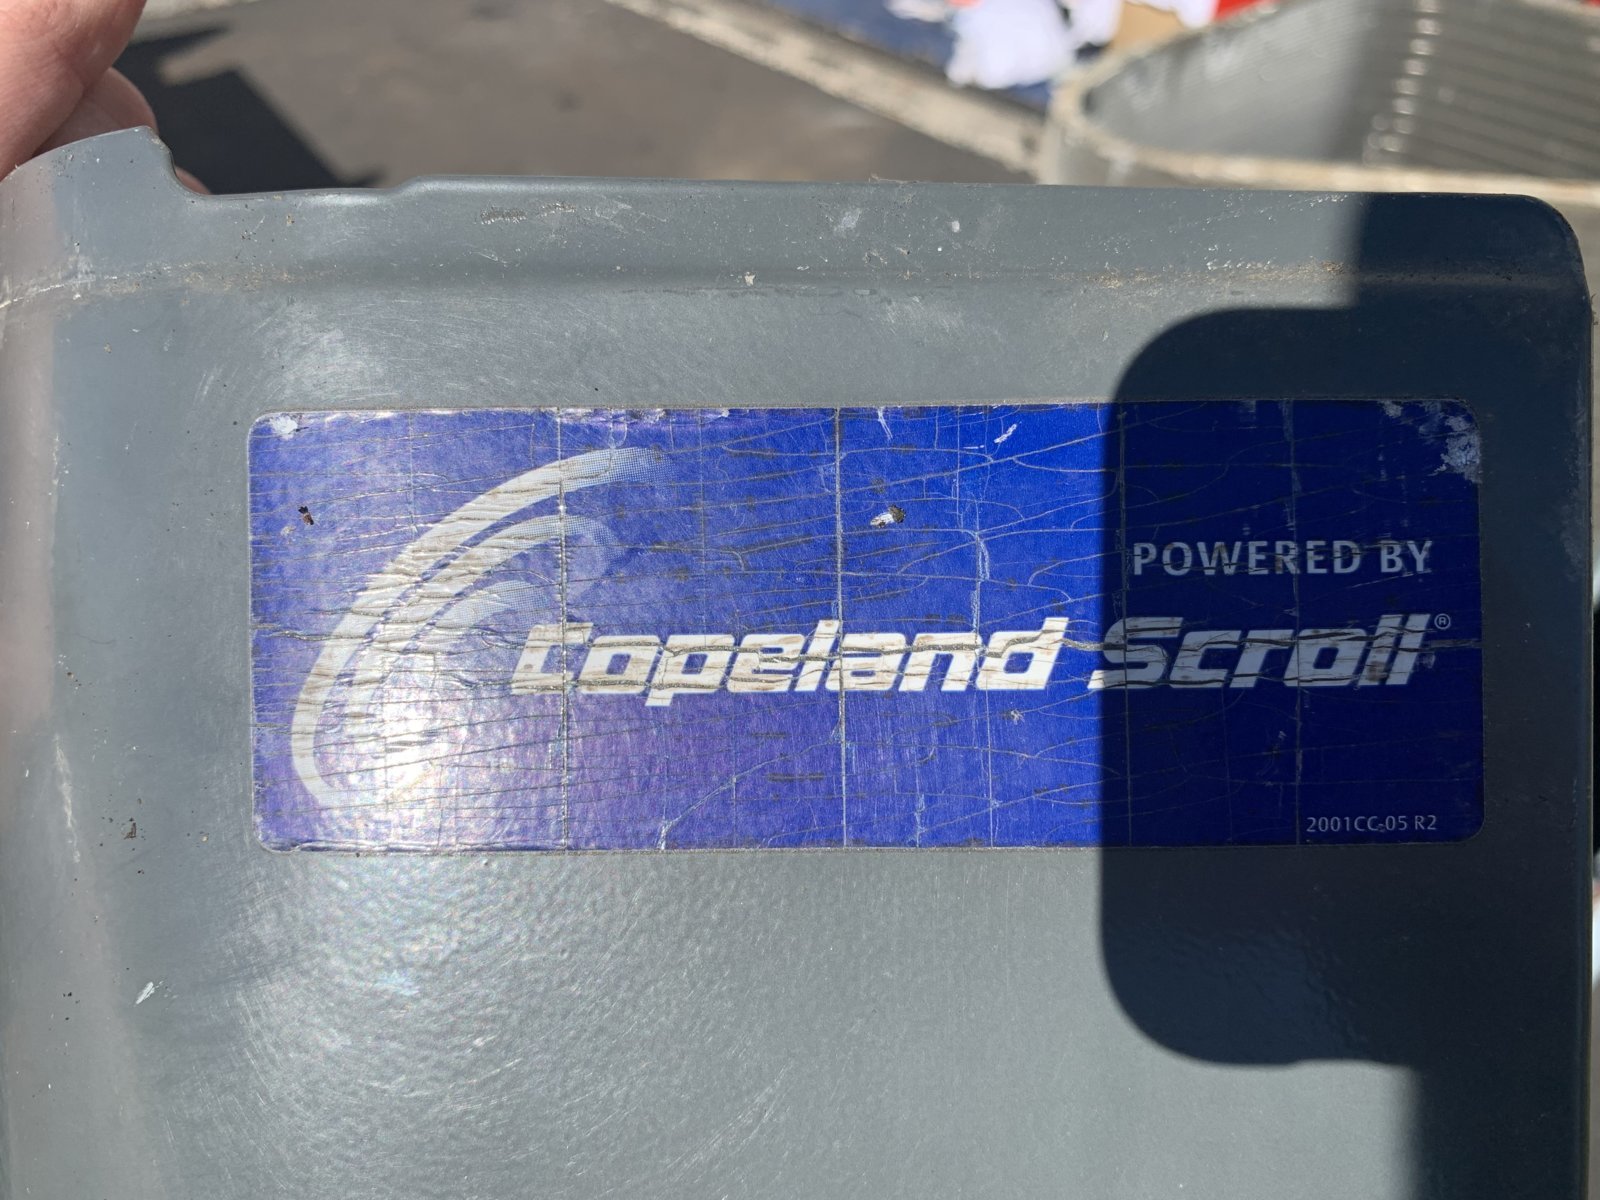 POWERED BY
Copeland Scroll®
2001CC-05 R2